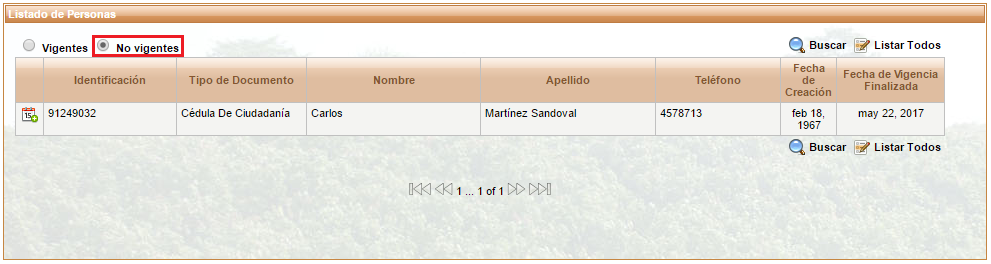 Listado de Personas
Vigentes No vigentes Buscar Listar Todos
Identificación Tipo de Documento Nombre Apellido Teléfono Fecha de Creación Fecha de Vigencia Finalizada
15 91249032 Cédula De Ciudadanía Carlos Martínez Sandoval 4578713 feb 18, 1967 may 22, 2017
Buscar Listar Todos
1 ... 1 of 1